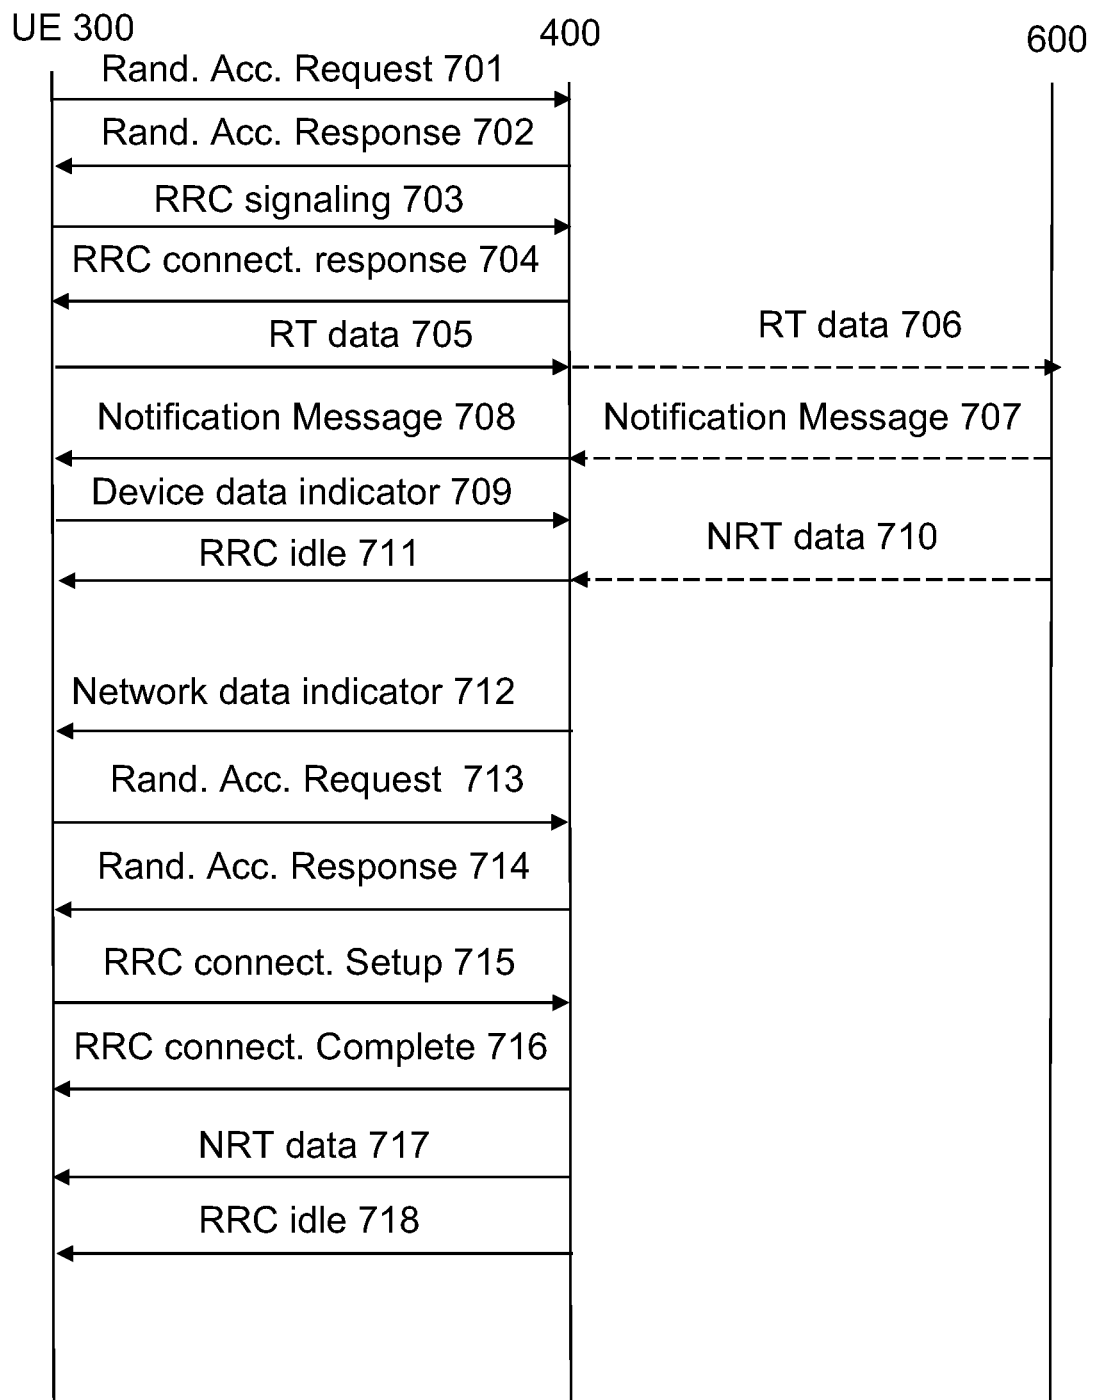 UE 300
400
600
Rand. Acc. Request 701
Rand. Acc. Response 702
RRC signaling 703
RRC connect. response 704
RT data 705
RT data 706
Notification Message 708
Notification Message 707
Device data indicator 709
NRT data 710
RRC idle 711
Network data indicator 712
Rand. Acc. Request 713
Rand. Acc. Response 714
RRC connect. Setup 715
RRC connect. Complete 716
NRT data 717
RRC idle 718